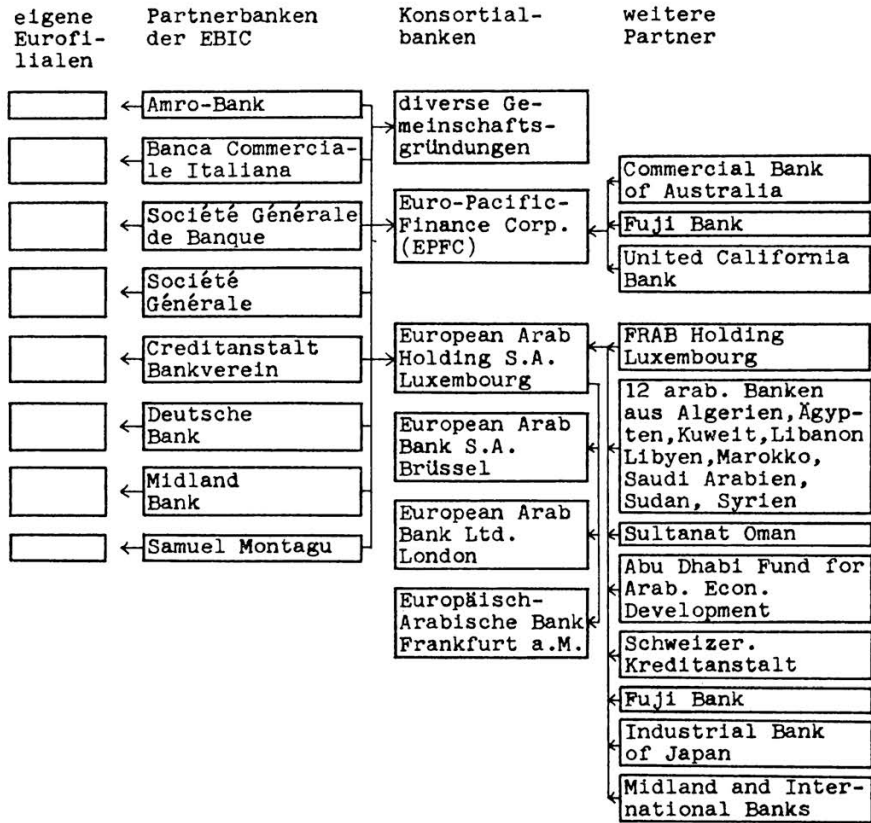 eigene
Eurofi-
lialen
Partnerbanken
der EBIC
Konsortial-
banken
weitere
Partner
Amro-Bank
Banca Commercia-
le Italiana
Société Générale
de Banque
Société
Générale
Creditanstalt
Bankverein
Deutsche
Bank
Midland
Bank
Samuel Montagu
diverse Ge-
meinschafts-
gründungen
Euro-Pacific-
Finance Corp.
(EPFC)
European Arab
Holding S.A.
Luxembourg
European Arab
Bank S.A.
Brüssel
European Arab
Bank Ltd.
London
Europäisch-
Arabische Bank
Frankfurt a.M.
Commercial Bank
of Australia
Fuji Bank
United California
Bank
FRAB Holding
Luxembourg
12 arab. Banken
aus Algerien,Ägyp-
ten,Kuweit,Libanon
Libyen,Marokko,
Saudi Arabien,
Sudan, Syrien
Sultanat Oman
Abu Dhabi Fund for
Arab. Econ.
Development
Schweizer.
Kreditanstalt
Fuji Bank
Industrial Bank
of Japan
Midland and Inter-
national Banks